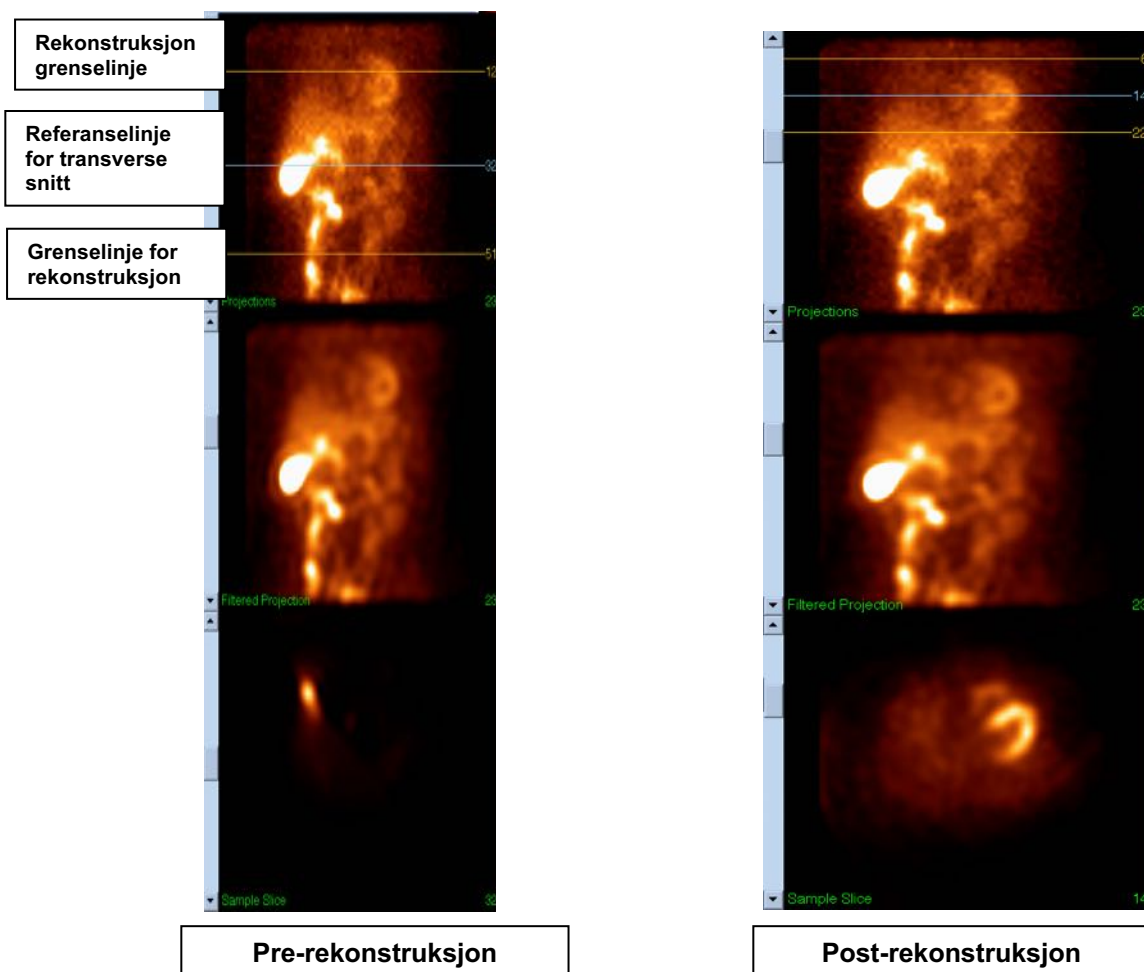 Rekonstruksjon
grenselinje
Referanselinje
for transverse
snitt
Grenselinje for
rekonstruksjon
12
32
51
Projections
23
Filtered Projection
23
Sample Slice
32
Pre-rekonstruksjon
6
14
22
Projections
23
Filtered Projection
23
Sample Slice
14
Post-rekonstruksjon